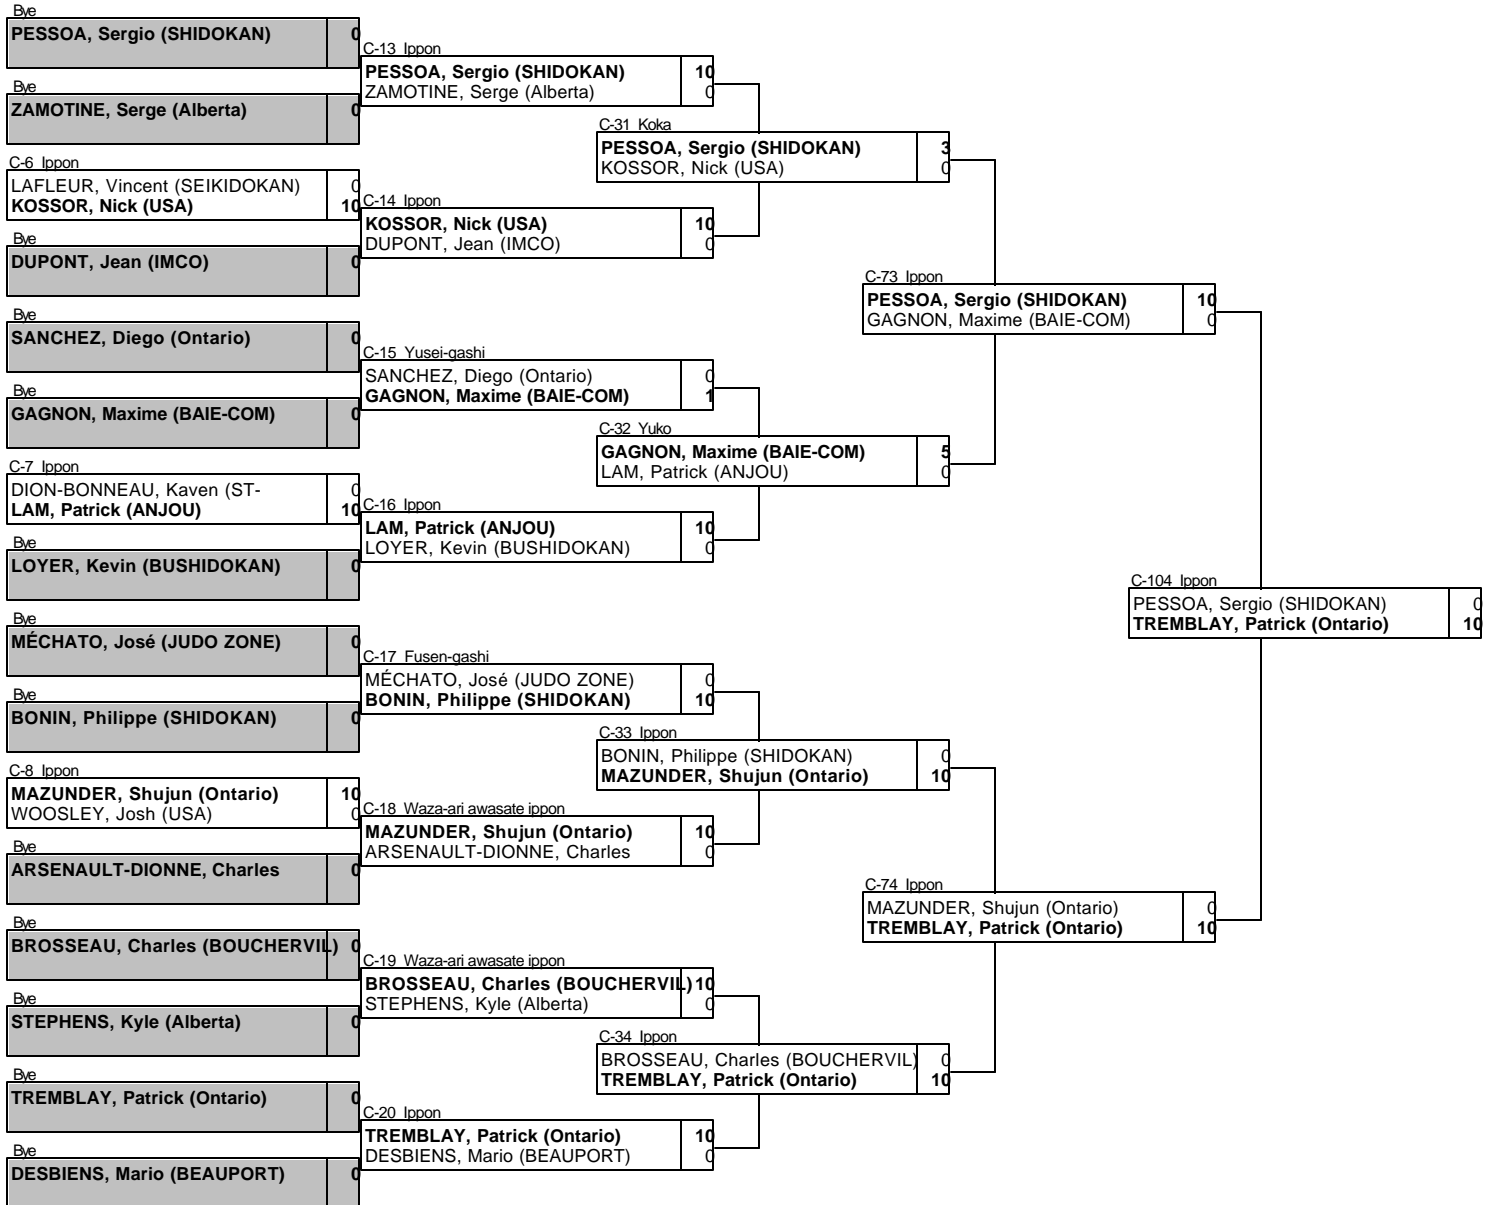 Bye
PESSOA, Sergio (SHIDOKAN) 0
Bye
ZAMOTINE, Serge (Alberta) 0
C-6 Ippon
LAFLEUR, Vincent (SEIKIDOKAN) 0
KOSSOR, Nick (USA) 10
Bye
DUPONT, Jean (IMCO) 0
Bye
SANCHEZ, Diego (Ontario) 0
Bye
GAGNON, Maxime (BAIE-COM) 0
C-7 Ippon
DION-BONNEAU, Kaven (ST- 0
LAM, Patrick (ANJOU) 10
Bye
LOYER, Kevin (BUSHIDOKAN) 0
Bye
MÉCHATO, José (JUDO ZONE) 0
Bye
BONIN, Philippe (SHIDOKAN) 0
C-8 Ippon
MAZUNDER, Shujun (Ontario) 10
WOOSLEY, Josh (USA) 0
Bye
ARSENAULT-DIONNE, Charles 0
Bye
BROSSEAU, Charles (BOUCHERVIL) 0
Bye
STEPHENS, Kyle (Alberta) 0
Bye
TREMBLAY, Patrick (Ontario) 0
Bye
DESBIENS, Mario (BEAUPORT) 0
C-13 Ippon
PESSOA, Sergio (SHIDOKAN) 10
ZAMOTINE, Serge (Alberta) 0
C-14 Ippon
KOSSOR, Nick (USA) 10
DUPONT, Jean (IMCO) 0
C-15 Yusei-gashi
SANCHEZ, Diego (Ontario) 0
GAGNON, Maxime (BAIE-COM) 1
C-16 Ippon
LAM, Patrick (ANJOU) 10
LOYER, Kevin (BUSHIDOKAN) 0
C-17 Fusen-gashi
MÉCHATO, José (JUDO ZONE) 0
BONIN, Philippe (SHIDOKAN) 10
C-18 Waza-ari awasate ippon
MAZUNDER, Shujun (Ontario) 10
ARSENAULT-DIONNE, Charles 0
C-19 Waza-ari awasate ippon
BROSSEAU, Charles (BOUCHERVIL) 10
STEPHENS, Kyle (Alberta) 0
C-20 Ippon
TREMBLAY, Patrick (Ontario) 10
DESBIENS, Mario (BEAUPORT) 0
C-31 Koka
PESSOA, Sergio (SHIDOKAN) 3
KOSSOR, Nick (USA) 0
C-32 Yuko
GAGNON, Maxime (BAIE-COM) 5
LAM, Patrick (ANJOU) 0
C-33 Ippon
BONIN, Philippe (SHIDOKAN) 0
MAZUNDER, Shujun (Ontario) 10
C-34 Ippon
BROSSEAU, Charles (BOUCHERVIL) 0
TREMBLAY, Patrick (Ontario) 10
C-73 Ippon
PESSOA, Sergio (SHIDOKAN) 10
GAGNON, Maxime (BAIE-COM) 0
C-74 Ippon
MAZUNDER, Shujun (Ontario) 0
TREMBLAY, Patrick (Ontario) 10
C-104 Ippon
PESSOA, Sergio (SHIDOKAN) 0
TREMBLAY, Patrick (Ontario) 10